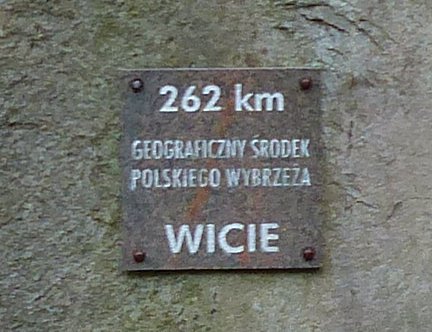 262 km
GEOGRAFICZNY ŚRODEK
POLSKIEGO WYBRZEŻA
WICIE